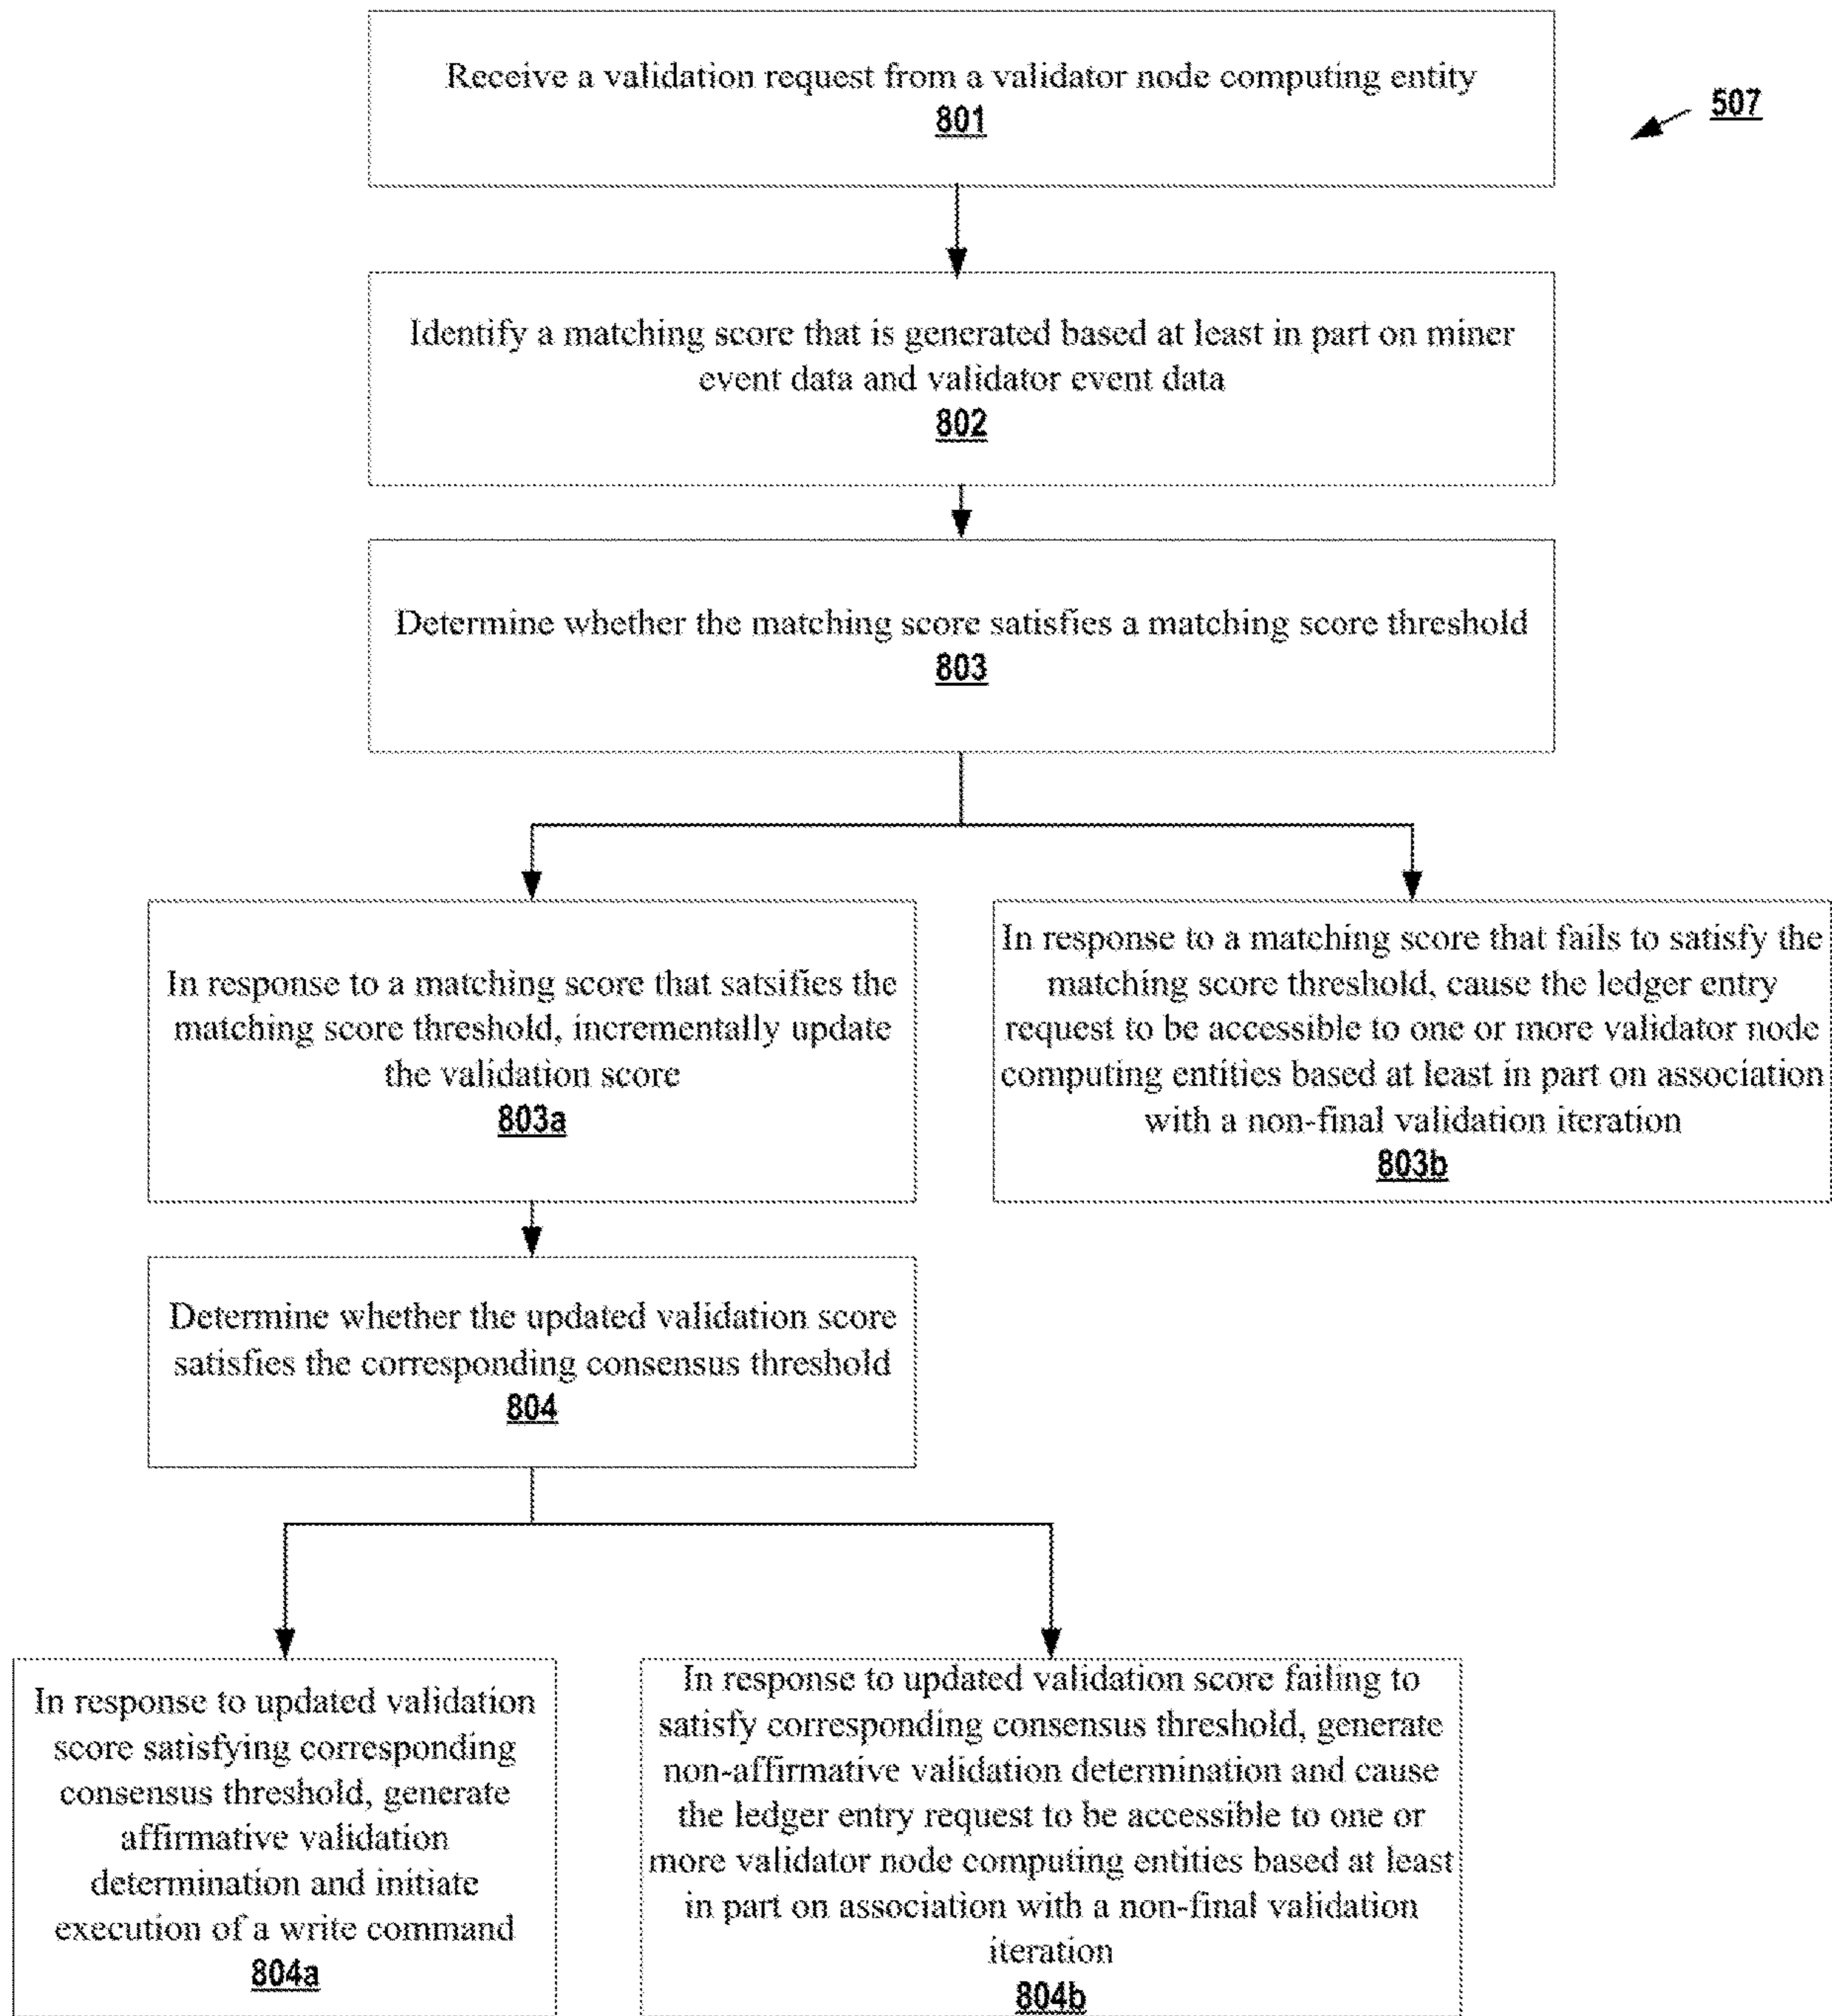 Receive a validation request from a validator node computing entity
801
507
Identify a matching score that is generated based at least in part on miner
event data and validator event data
802
Determine whether the matching score satisfies a matching score threshold
803
In response to a matching score that satsifies the
matching score threshold, incrementally update
the validation score
803a
In response to a matching score that fails to satisfy the
matching score threshold, cause the ledger entry
request to be accessible to one or more validator node
computing entities based at least in part on association
with a non-final validation iteration
803b
Determine whether the updated validation score
satisfies the corresponding consensus threshold
804
In response to updated validation
score satisfying corresponding
consensus threshold, generate
affirmative validation
determination and initiate
execution of a write command
804a
In response to updated validation score failing to
satisfy corresponding consensus threshold, generate
non-affirmative validation determination and cause
the ledger entry request to be accessible to one or
more validator node computing entities based at least
in part on association with a non-final validation
iteration
804b